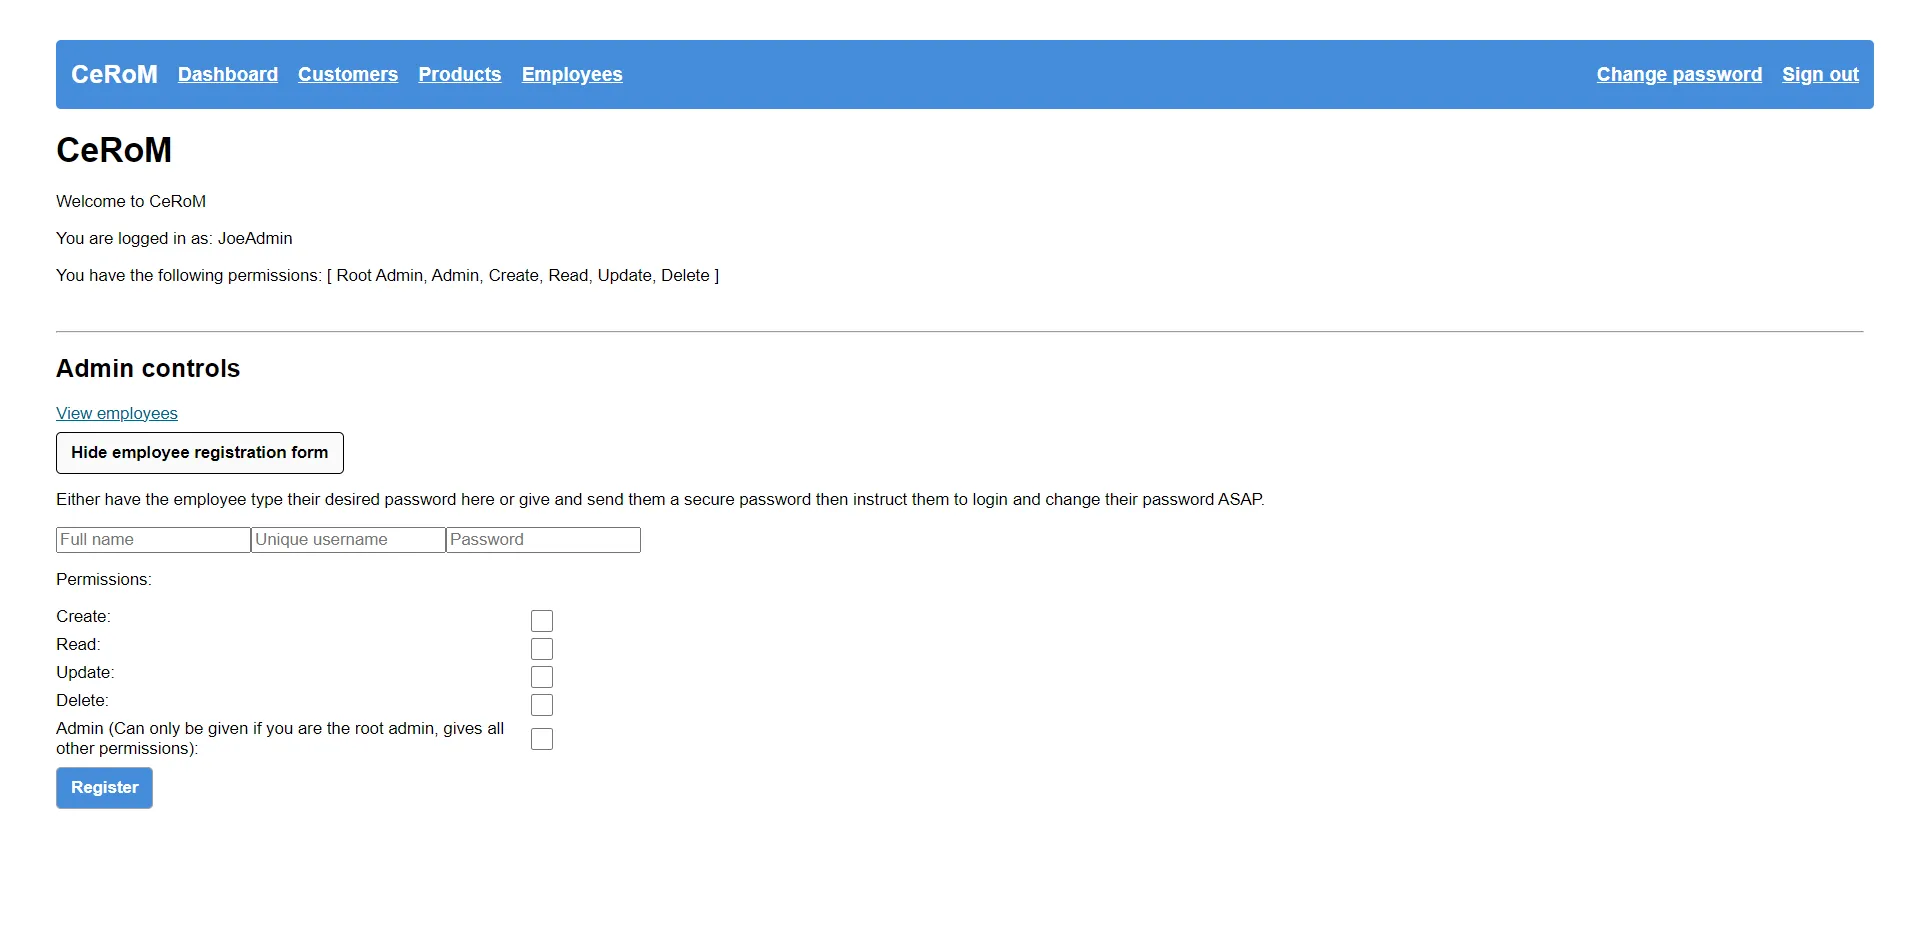 CeRoM Dashboard Customers Products Employees Change password Sign out
CeRoM
Welcome to CeRoM
You are logged in as: JoeAdmin
You have the following permissions: [ Root Admin, Admin, Create, Read, Update, Delete ]
Admin controls
View employees
Hide employee registration form
Either have the employee type their desired password here or give and send them a secure password then instruct them to login and change their password ASAP.
Full name Unique username Password
Permissions:
Create:
Read:
Update:
Delete:
Admin (Can only be given if you are the root admin, gives all
other permissions):
Register